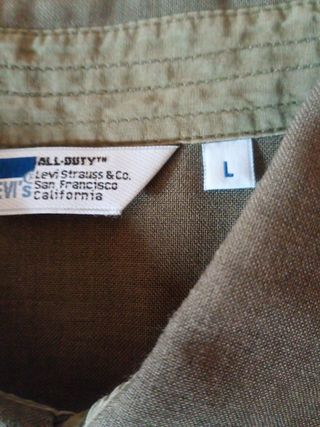 ALL-DUTY™
Levi Strauss & Co.
EVI's San Francisco
California
L